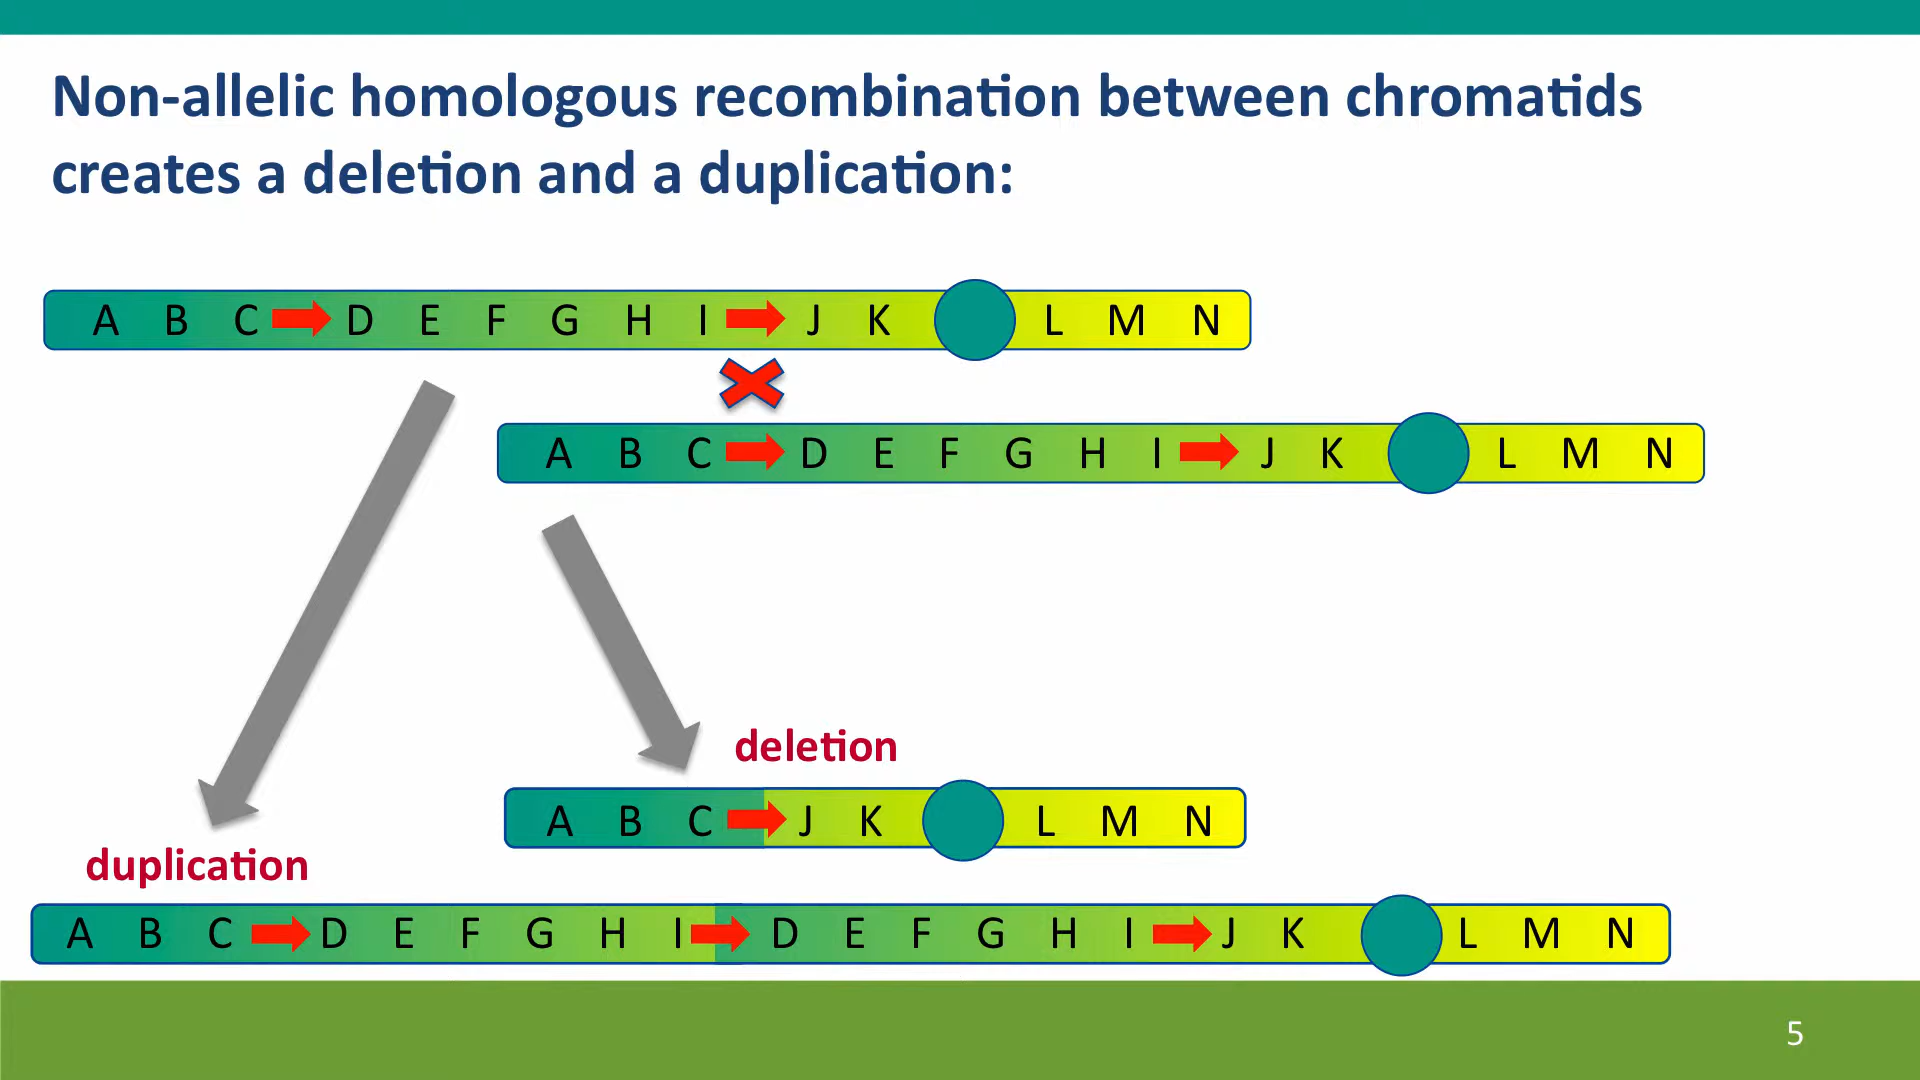 Non-allelic homologous recombination between chromatids
creates a deletion and a duplication:
A B C D E F G H I J K L M N
A B C D E F G H I J K L M N
deletion
A B C J K L M N
duplication
A B C D E F G H I D E F G H I J K L M N
5